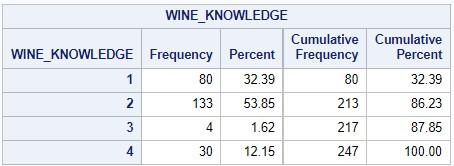 WINE_KNOWLEDGE
WINE_KNOWLEDGE Frequency Percent Cumulative Frequency Cumulative Percent
1 80 32.39 80 32.39
2 133 53.85 213 86.23
3 4 1.62 217 87.85
4 30 12.15 247 100.00